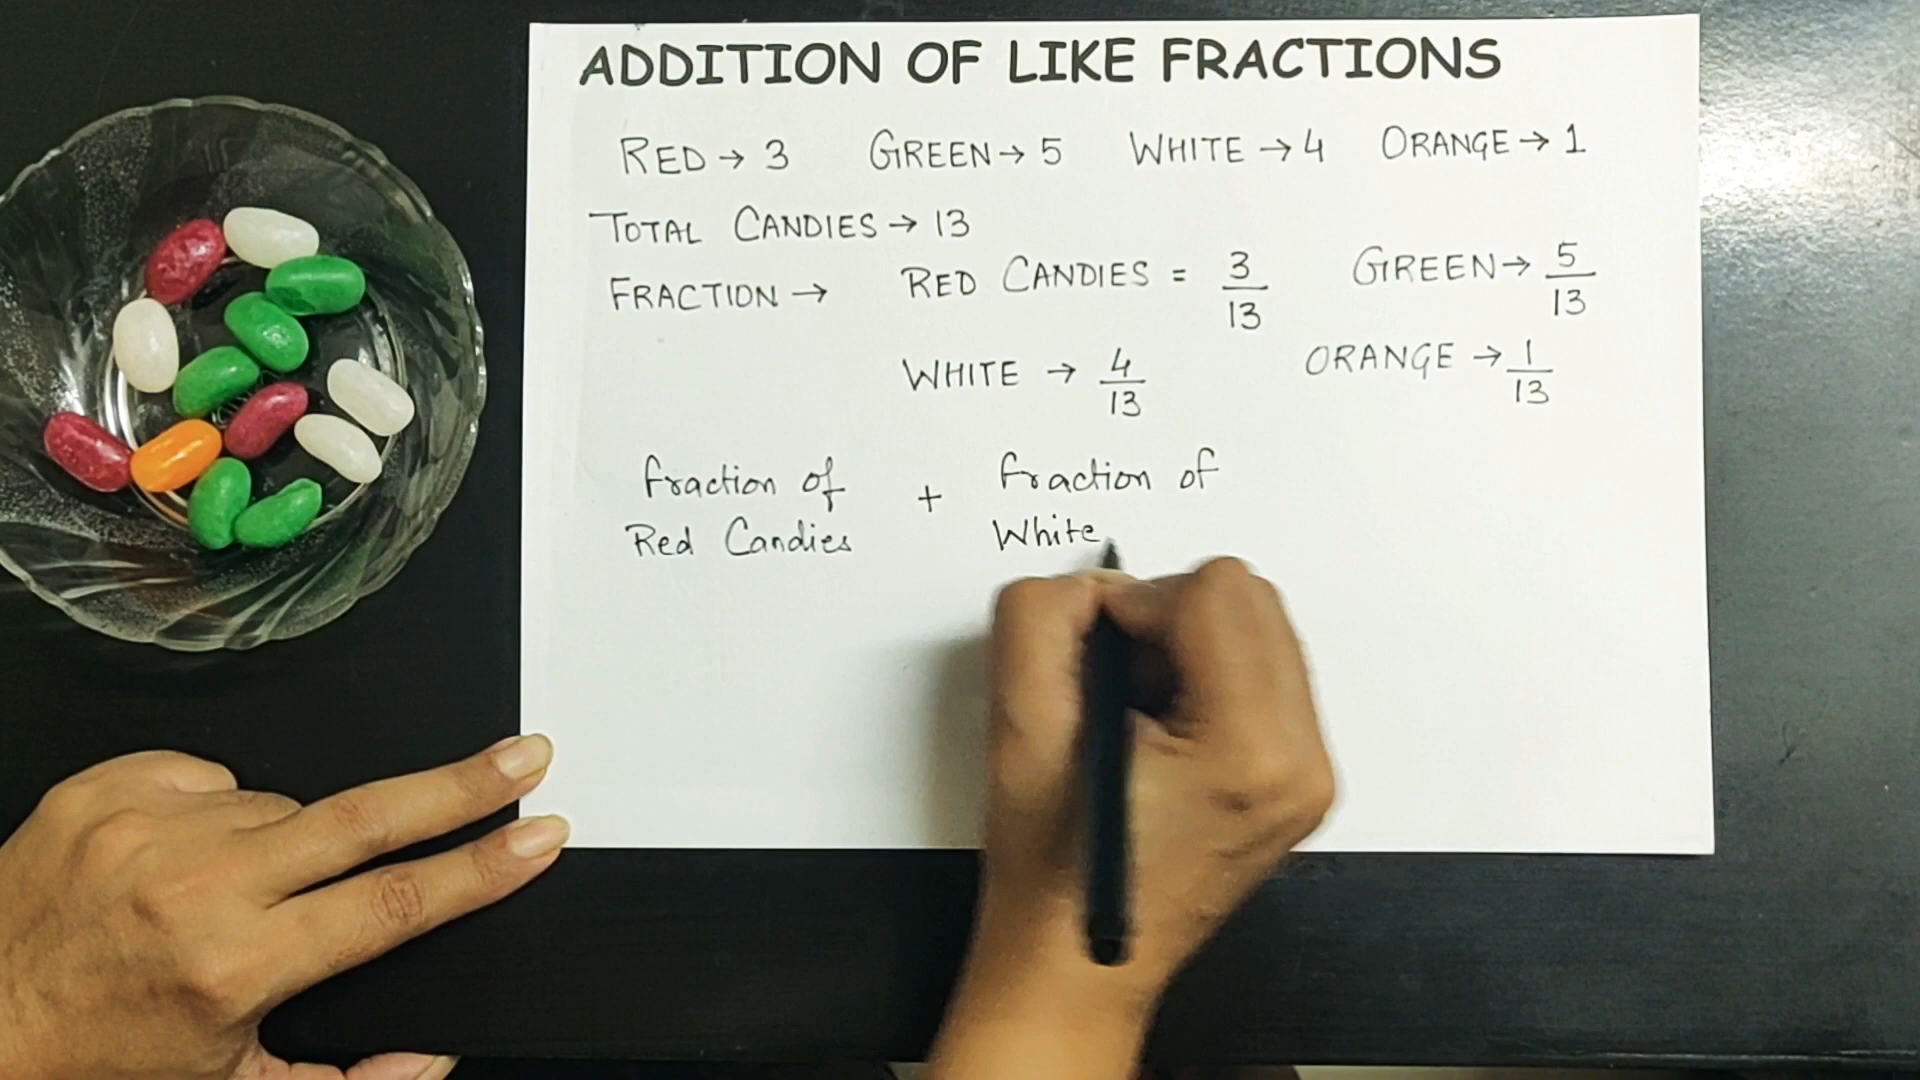 ADDITION OF LIKE FRACTIONS
RED → 3 GREEN → 5 WHITE → 4 ORANGE → 1
TOTAL CANDIES → 13
FRACTION → RED CANDIES = 3/13 GREEN → 5/13
WHITE → 4/13 ORANGE → 1/13
fraction of + fraction of
Red Candies White